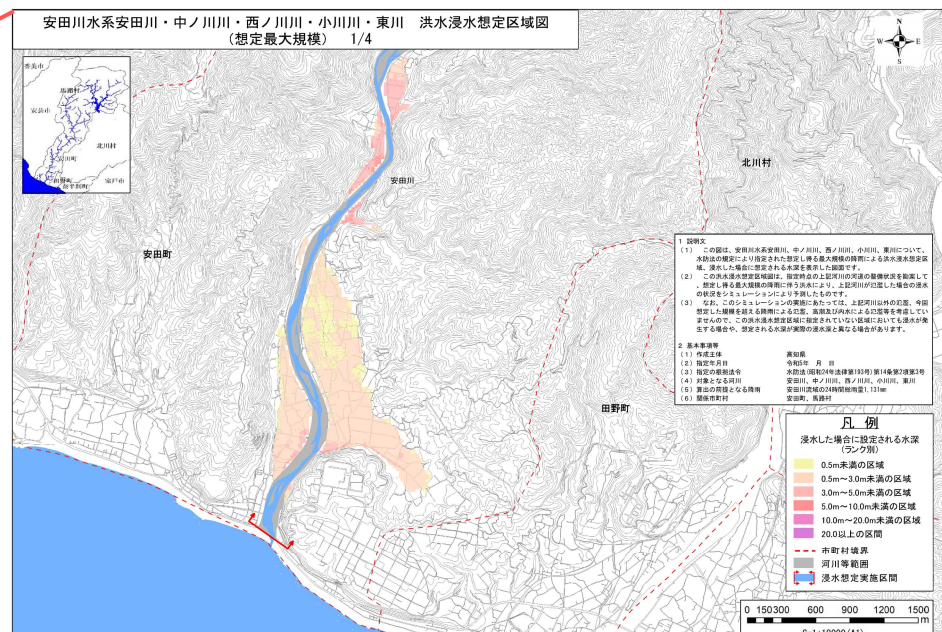 安田川水系安田川・中ノ川川・西ノ川川・小川川・東川 洪水浸水想定区域図
(想定最大規模) 1/4
N
W
E
S
香美市
馬路村
安芸市
北川村
安田町
田野町
室戸市
安田川
北川村
安田町
田野町
1 説明文
(1) この図は、安田川水系安田川、中ノ川川、西ノ川川、小川川、東川について、
水防法の規定により指定された想定し得る最大規模の降雨による洪水浸水想定区
域、浸水した場合に想定される水深を表示した図面です。
(2) この洪水浸水想定区域図は、指定時点の上記河川の河道の整備状況を勘案して
、想定し得る最大規模の降雨に伴う洪水により、上記河川が氾濫した場合の浸水
の状況をシミュレーションにより予測したものです。
(3) なお、このシミュレーションの実施にあたっては、上記河川以外の氾濫、今回
想定した規模を超える降雨による氾濫、高潮及び内水による氾濫等を考慮してい
ませんので、この洪水浸水想定区域に指定されていない区域においても浸水が発
生する場合や、想定される水深が実際の浸水深と異なる場合があります。
2 基本事項等
(1) 作成主体 高知県
(2) 指定年月日 令和5年 月 日
(3) 指定の根拠法令 水防法(昭和24年法律第193号)第14条第2項第3号
(4) 対象となる河川 安田川、中ノ川川、西ノ川川、小川川、東川
(5) 算出の前提となる降雨 安田川流域の24時間総雨量1,131mm
(6) 関係市町村 安田町、馬路村
凡 例
浸水した場合に設定される水深
(ランク別)
0.5m未満の区域
0.5m～3.0m未満の区域
3.0m～5.0m未満の区域
5.0m～10.0m未満の区域
10.0m～20.0m未満の区域
20.0以上の区間
市町村境界
河川等範囲
浸水想定実施区間
0 150300 600 900 1200 1500
m